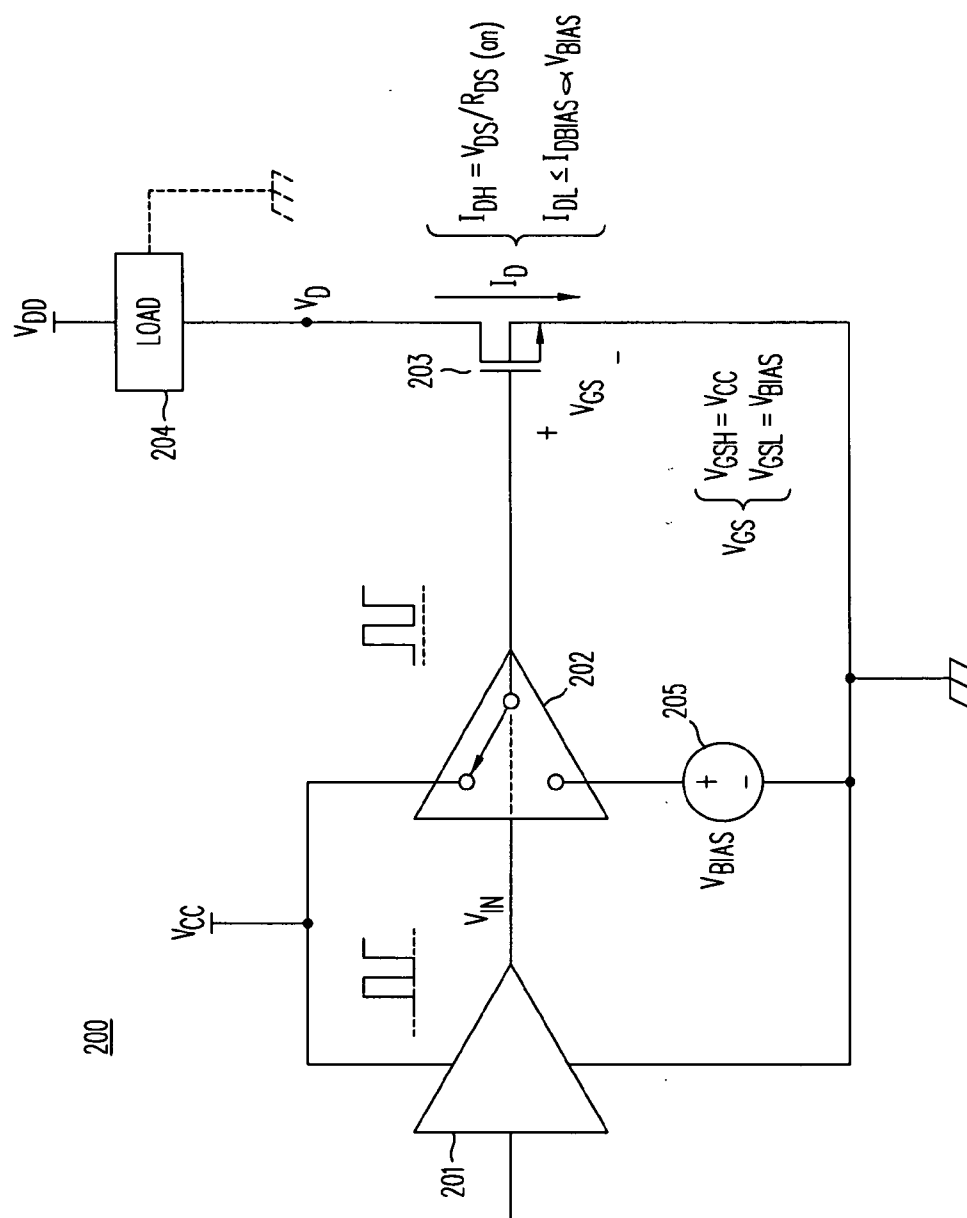 200
V_DD
LOAD
204
V_D
I_D
203
I_DH = V_DS/R_DS (on)
I_DL ≤ I_DBIAS ∝ V_BIAS
V_CC
201
V_IN
202
+
V_GS
-
V_GS
V_GSH = V_CC
V_GSL = V_BIAS
205
+
-
V_BIAS